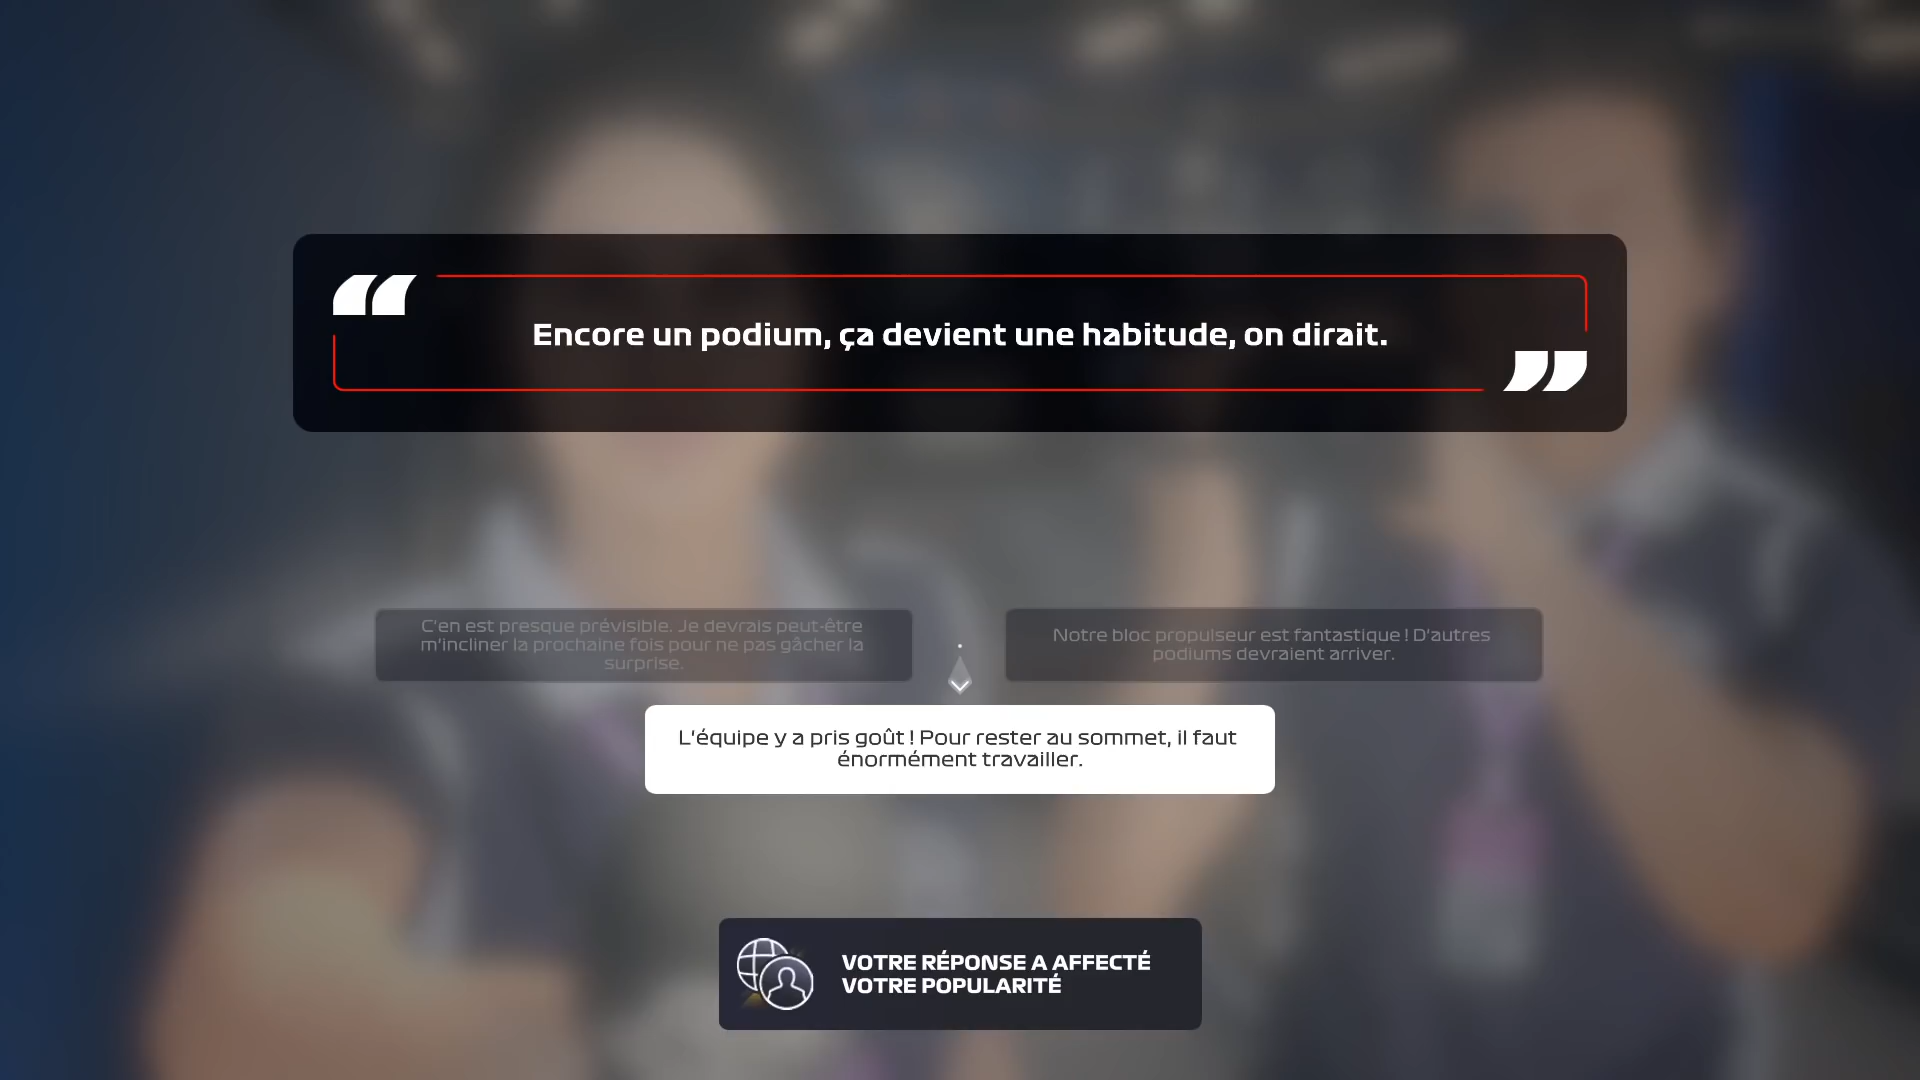 Encore un podium, ça devient une habitude, on dirait.
C'en est presque prévisible. Je devrais peut-être
m'incliner la prochaine fois pour ne pas gâcher la
surprise.
Notre bloc propulseur est fantastique ! D'autres
podiums devraient arriver.
L'équipe y a pris goût ! Pour rester au sommet, il faut
énormément travailler.
VOTRE RÉPONSE A AFFECTÉ
VOTRE POPULARITÉ